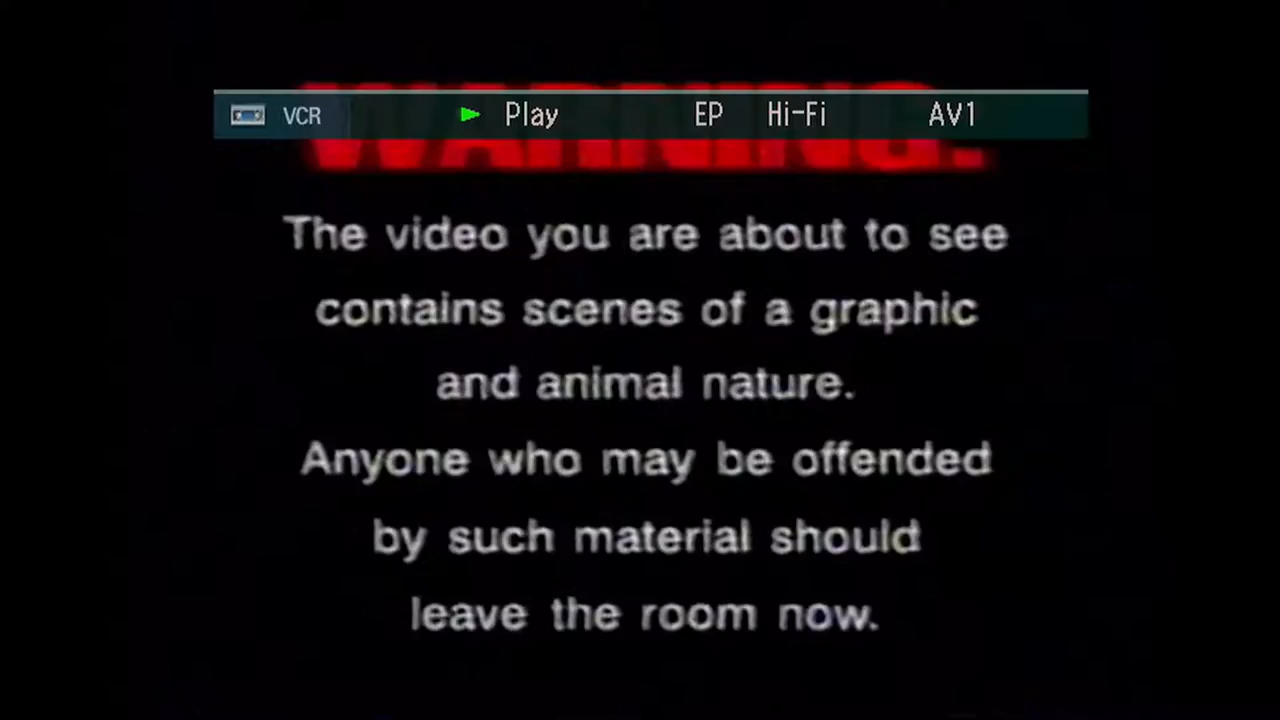 WARNING.
VCR Play EP Hi-Fi AV1
The video you are about to see
contains scenes of a graphic
and animal nature.
Anyone who may be offended
by such material should
leave the room now.